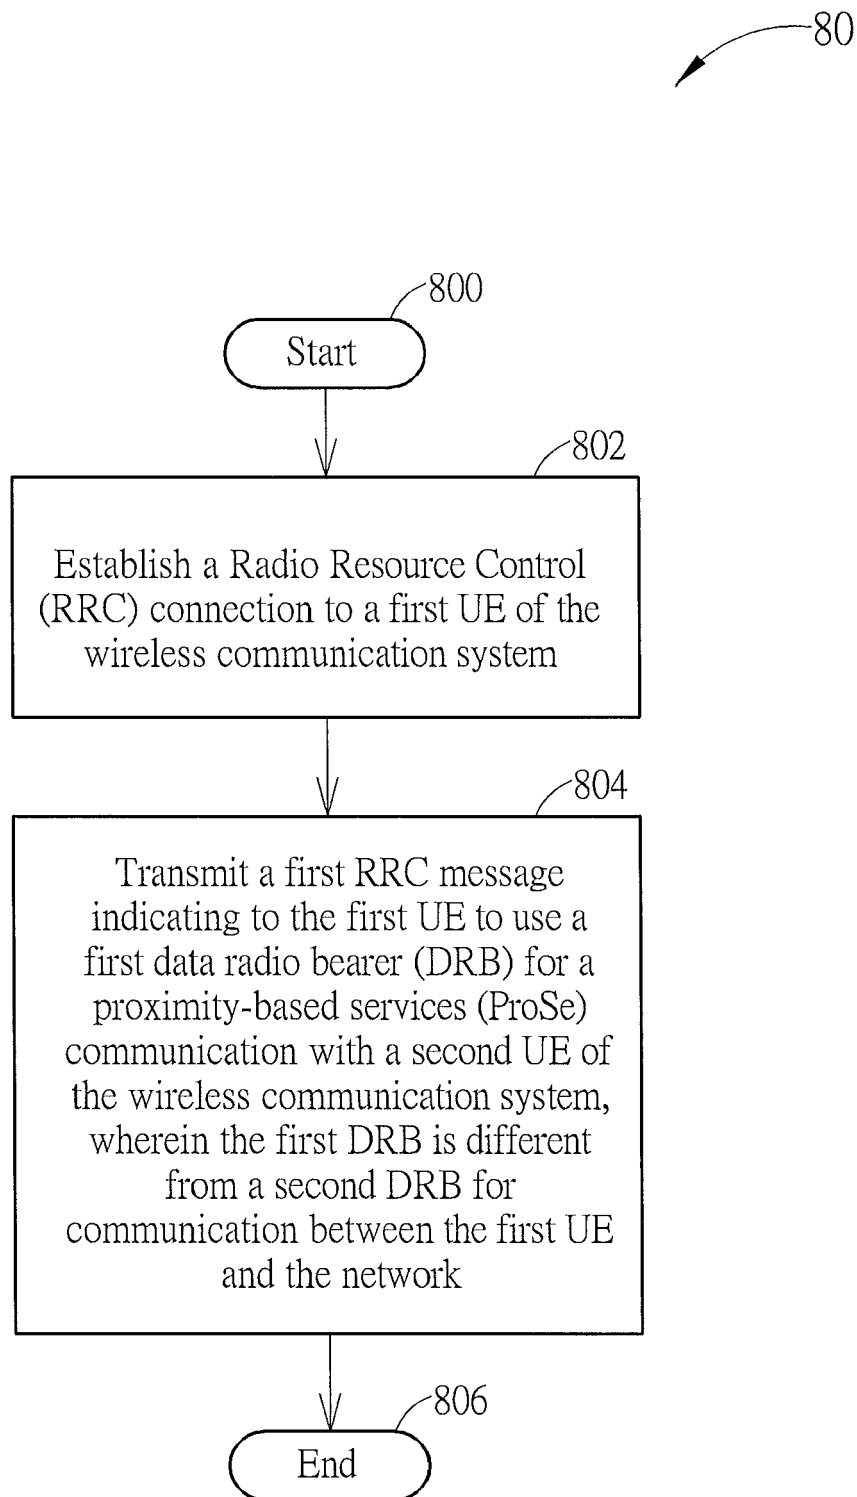 80
800
Start
802
Establish a Radio Resource Control
(RRC) connection to a first UE of the
wireless communication system
804
Transmit a first RRC message
indicating to the first UE to use a
first data radio bearer (DRB) for a
proximity-based services (ProSe)
communication with a second UE of
the wireless communication system,
wherein the first DRB is different
from a second DRB for
communication between the first UE
and the network
806
End